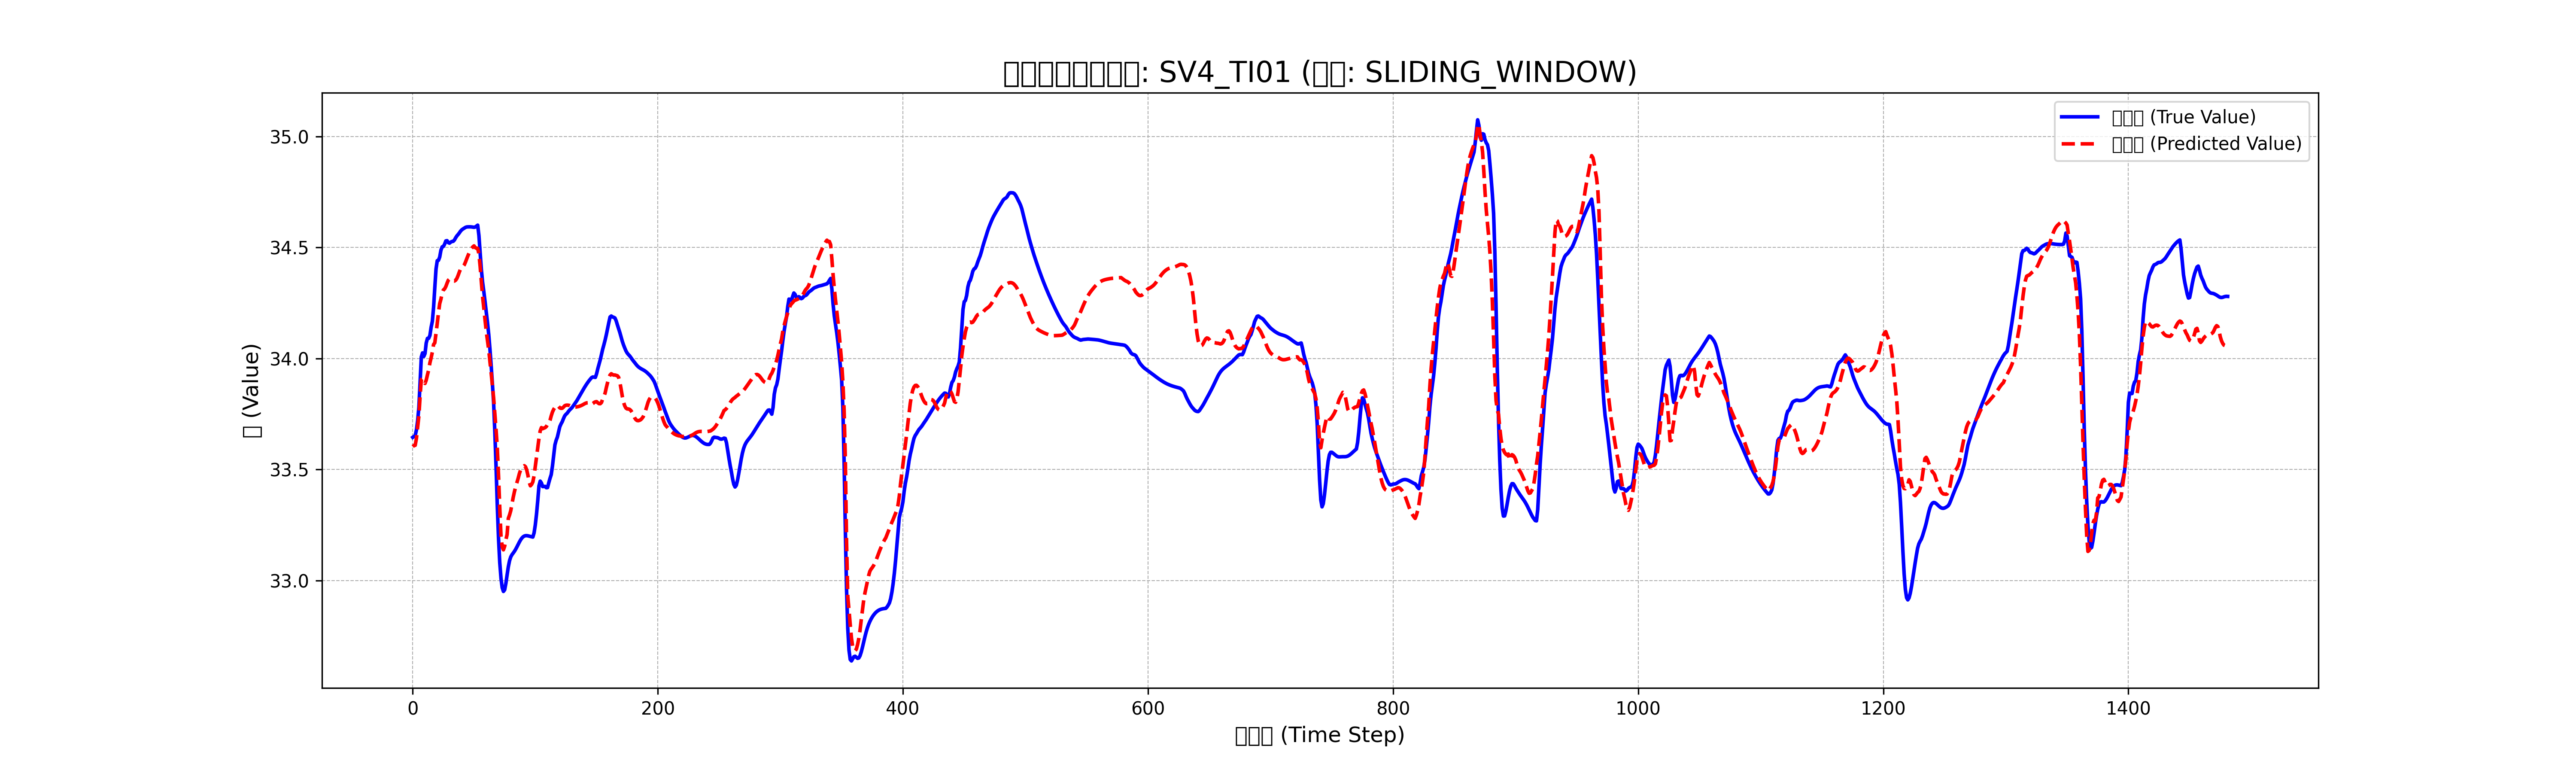 : SV4_TI01 (: SLIDING_WINDOW)
(True Value)
(Predicted Value)
35.0
34.5
34.0
33.5
33.0
(Value)
0 200 400 600 800 1000 1200 1400
(Time Step)